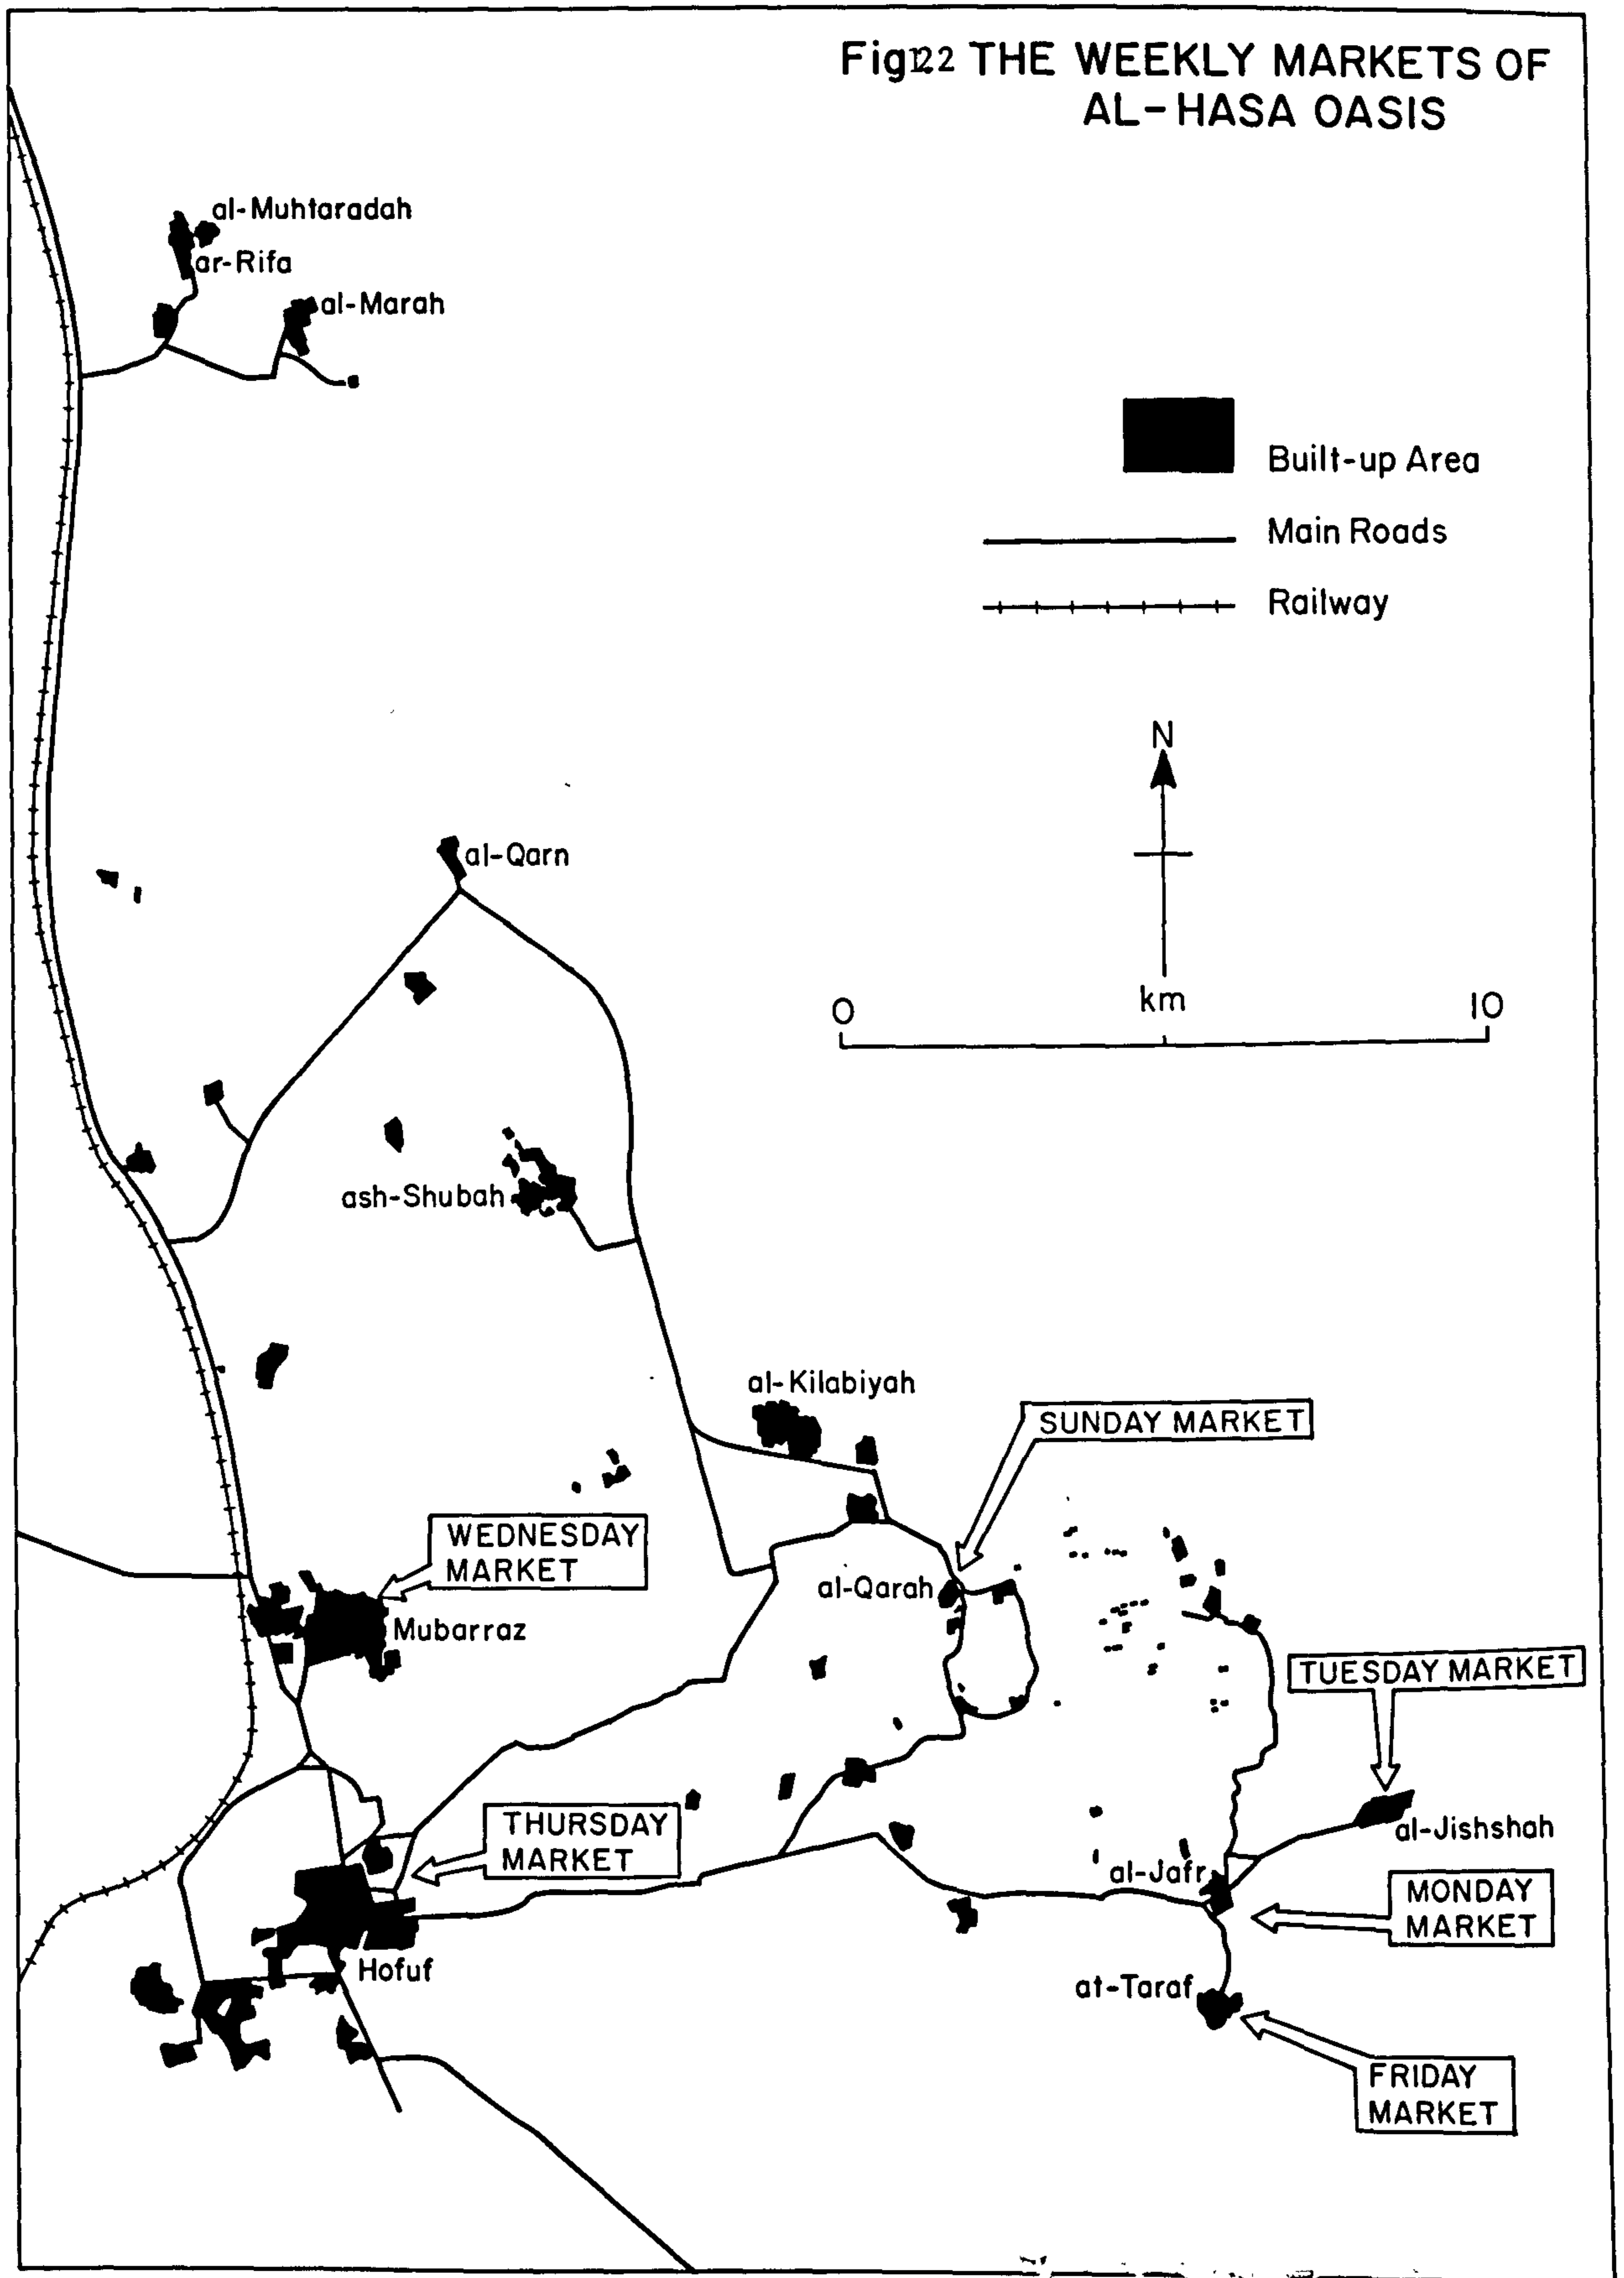 Fig122 THE WEEKLY MARKETS OF
AL-HASA OASIS
al-Muhtaradah
ar-Rifa
al-Marah
Built-up Area
Main Roads
Railway
N
al-Qarn
km
0
10
ash-Shubah
al-Kilabiyah
SUNDAY MARKET
WEDNESDAY
MARKET
al-Qarah
Mubarraz
TUESDAY MARKET
THURSDAY
MARKET
al-Jishshah
al-Jafr
MONDAY
MARKET
Hofuf
at-Taraf
FRIDAY
MARKET